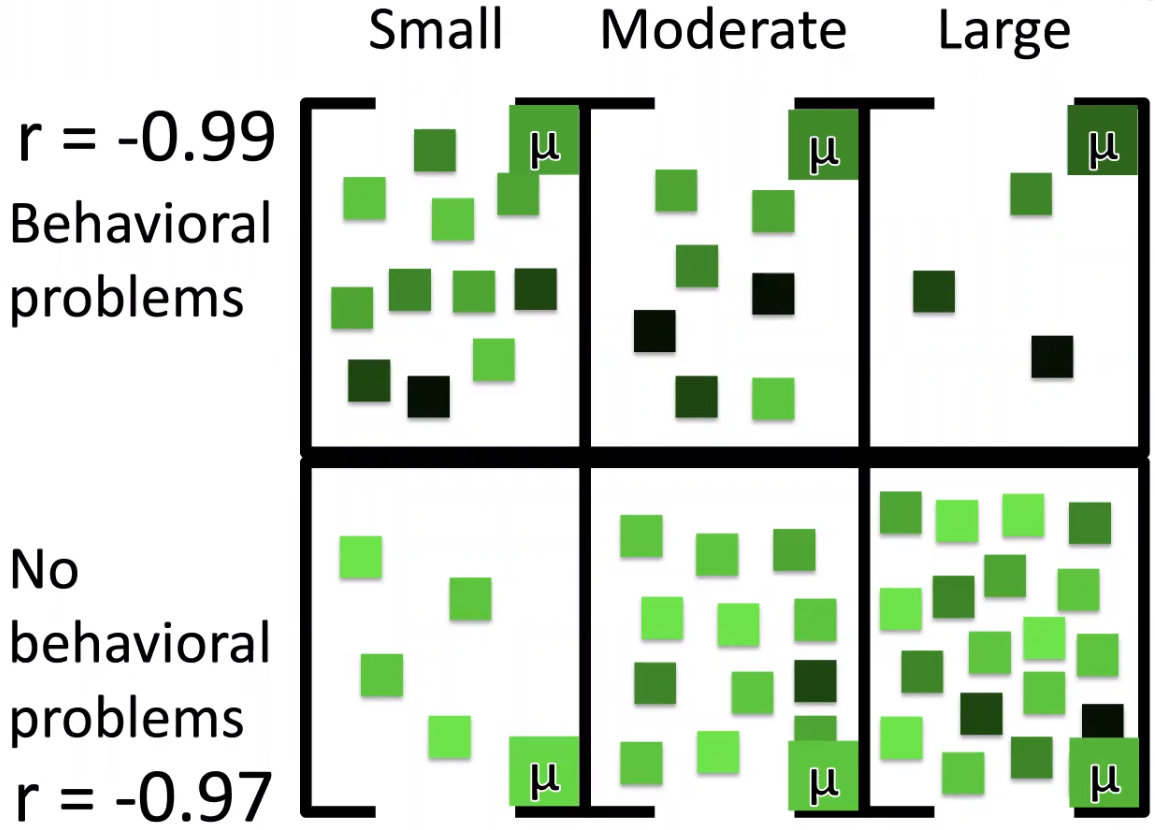 Small Moderate Large
r = -0.99
μ μ μ
Behavioral
problems
No
behavioral
problems
r = -0.97
μ μ μ